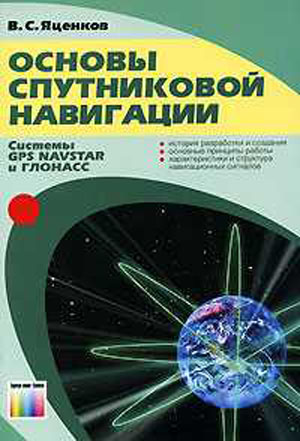 В. С. Яценков
ОСНОВЫ
СПУТНИКОВОЙ
НАВИГАЦИИ
Системы
GPS NAVSTAR
и ГЛОНАСС
история разработки и создания
основные принципы работы
характеристики и структура
навигационных сигналов